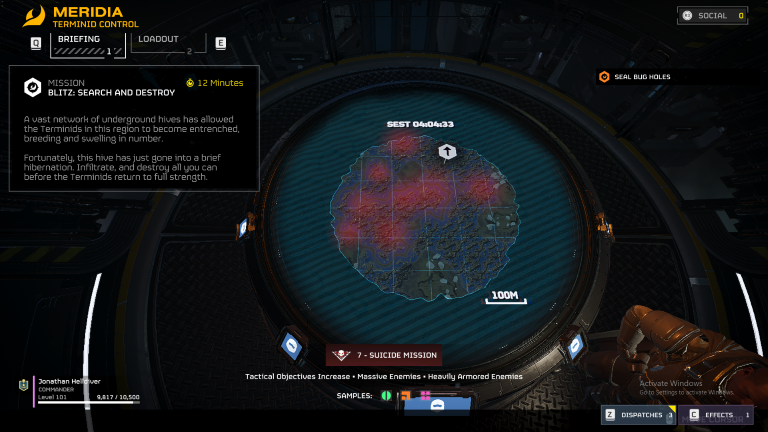 MERIDIA
TERMINID CONTROL
SOCIAL 0
Q
BRIEFING
1
LOADOUT
2
E
MISSION
12 Minutes
BLITZ: SEARCH AND DESTROY
A vast network of underground hives has allowed
the Terminids in this region to become entrenched,
breeding and swelling in number.
Fortunately, this hive has just gone into a brief
hibernation. Infiltrate, and destroy all you can
before the Terminids return to full strength.
SEAL BUG HOLES
SEST 04:04:33
100M
7 - SUICIDE MISSION
Tactical Objectives Increase • Massive Enemies • Heavily Armored Enemies
SAMPLES:
Jonathan Helldiver
COMMANDER
Level 101
9,817 / 10,500
Activate Windows
Go to Settings to activate Windows.
Z DISPATCHES 3
C EFFECTS 1
CURSOR